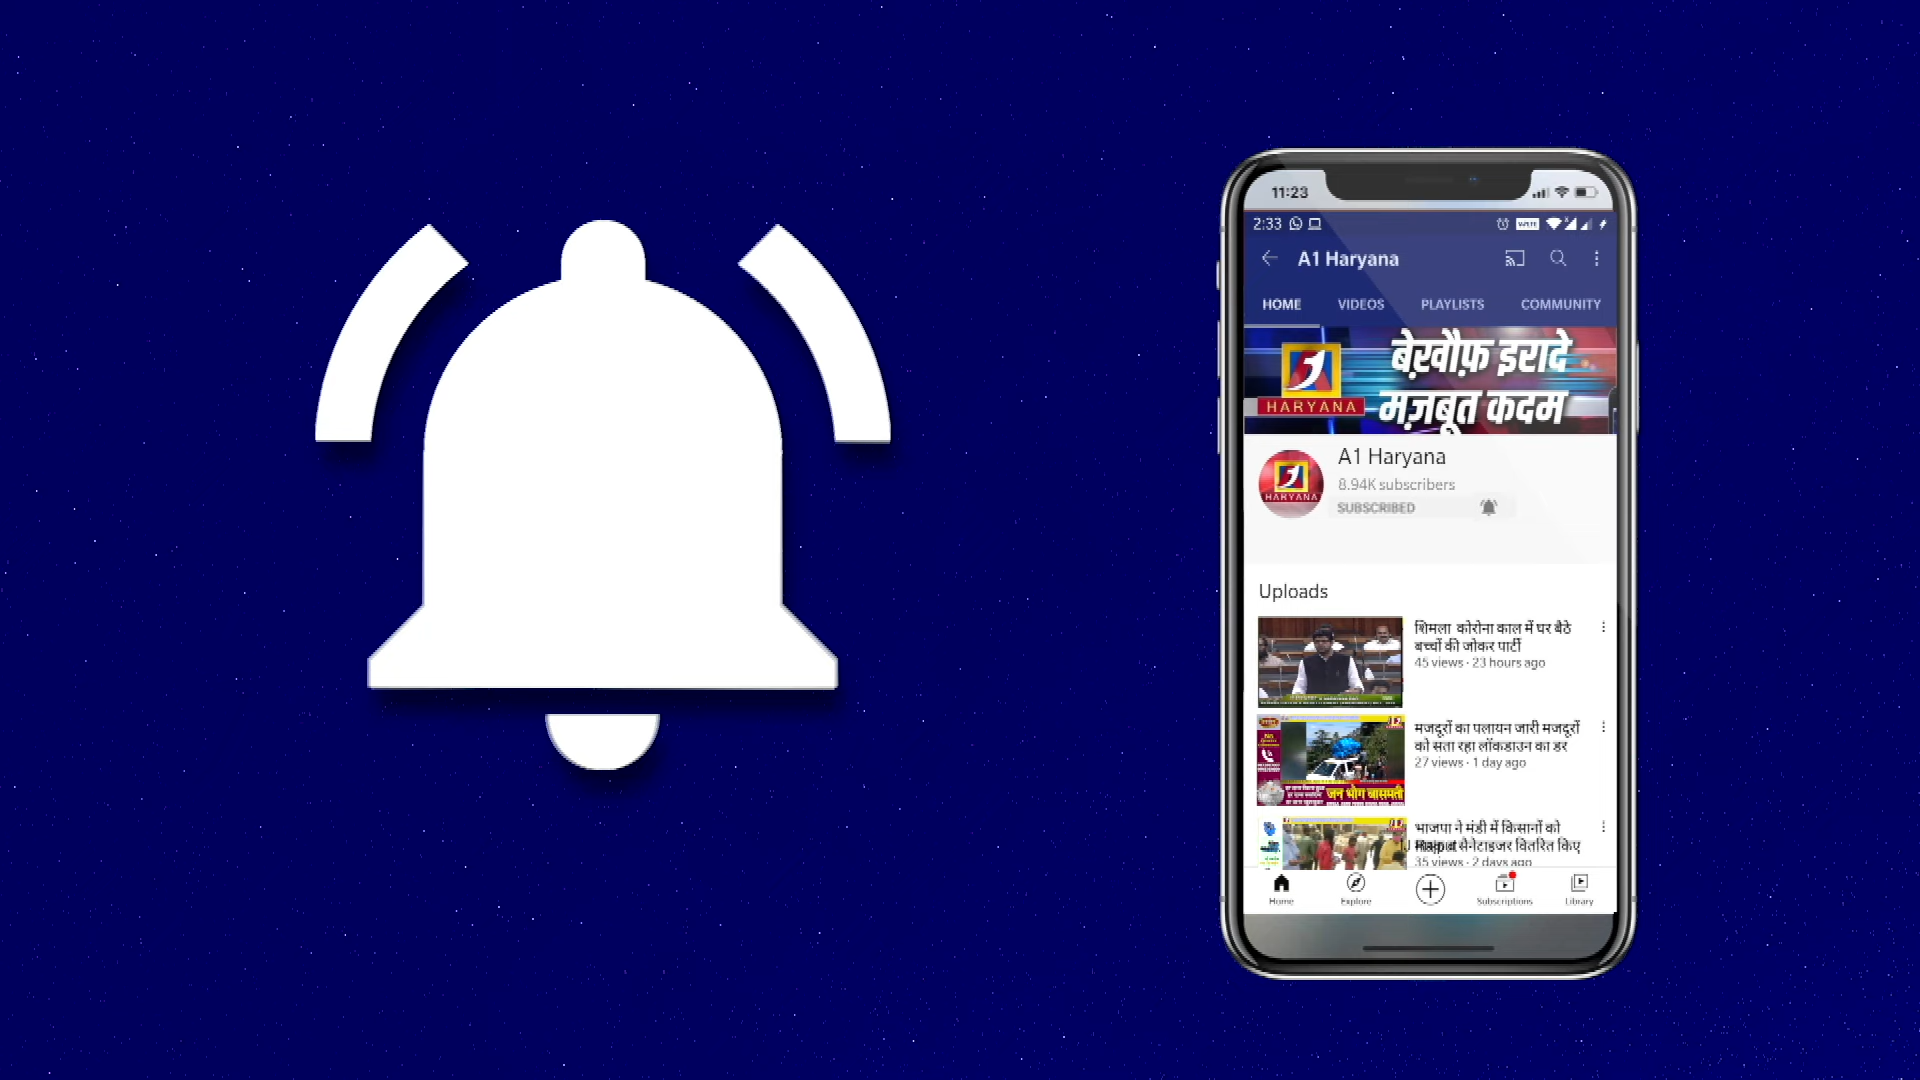 11:23
2:33
A1 Haryana
HOME VIDEOS PLAYLISTS COMMUNITY
बेख़ौफ़ इरादे
मज़बूत कदम
HARYANA
A1 Haryana
8.94K subscribers
SUBSCRIBED
HARYANA
Uploads
शिमला कोरोना काल में घर बैठे
बच्चों की जोकर पार्टी
45 views · 23 hours ago
मजदूरों का पलायन जारी मजदूरों
को सता रहा लॉकडाउन का डर
27 views · 1 day ago
जन भोग बासमती
भाजपा ने मंडी में किसानों को
सैनेटाइजर वितरित किए
35 views · 2 days ago
Home Explore Subscriptions Library